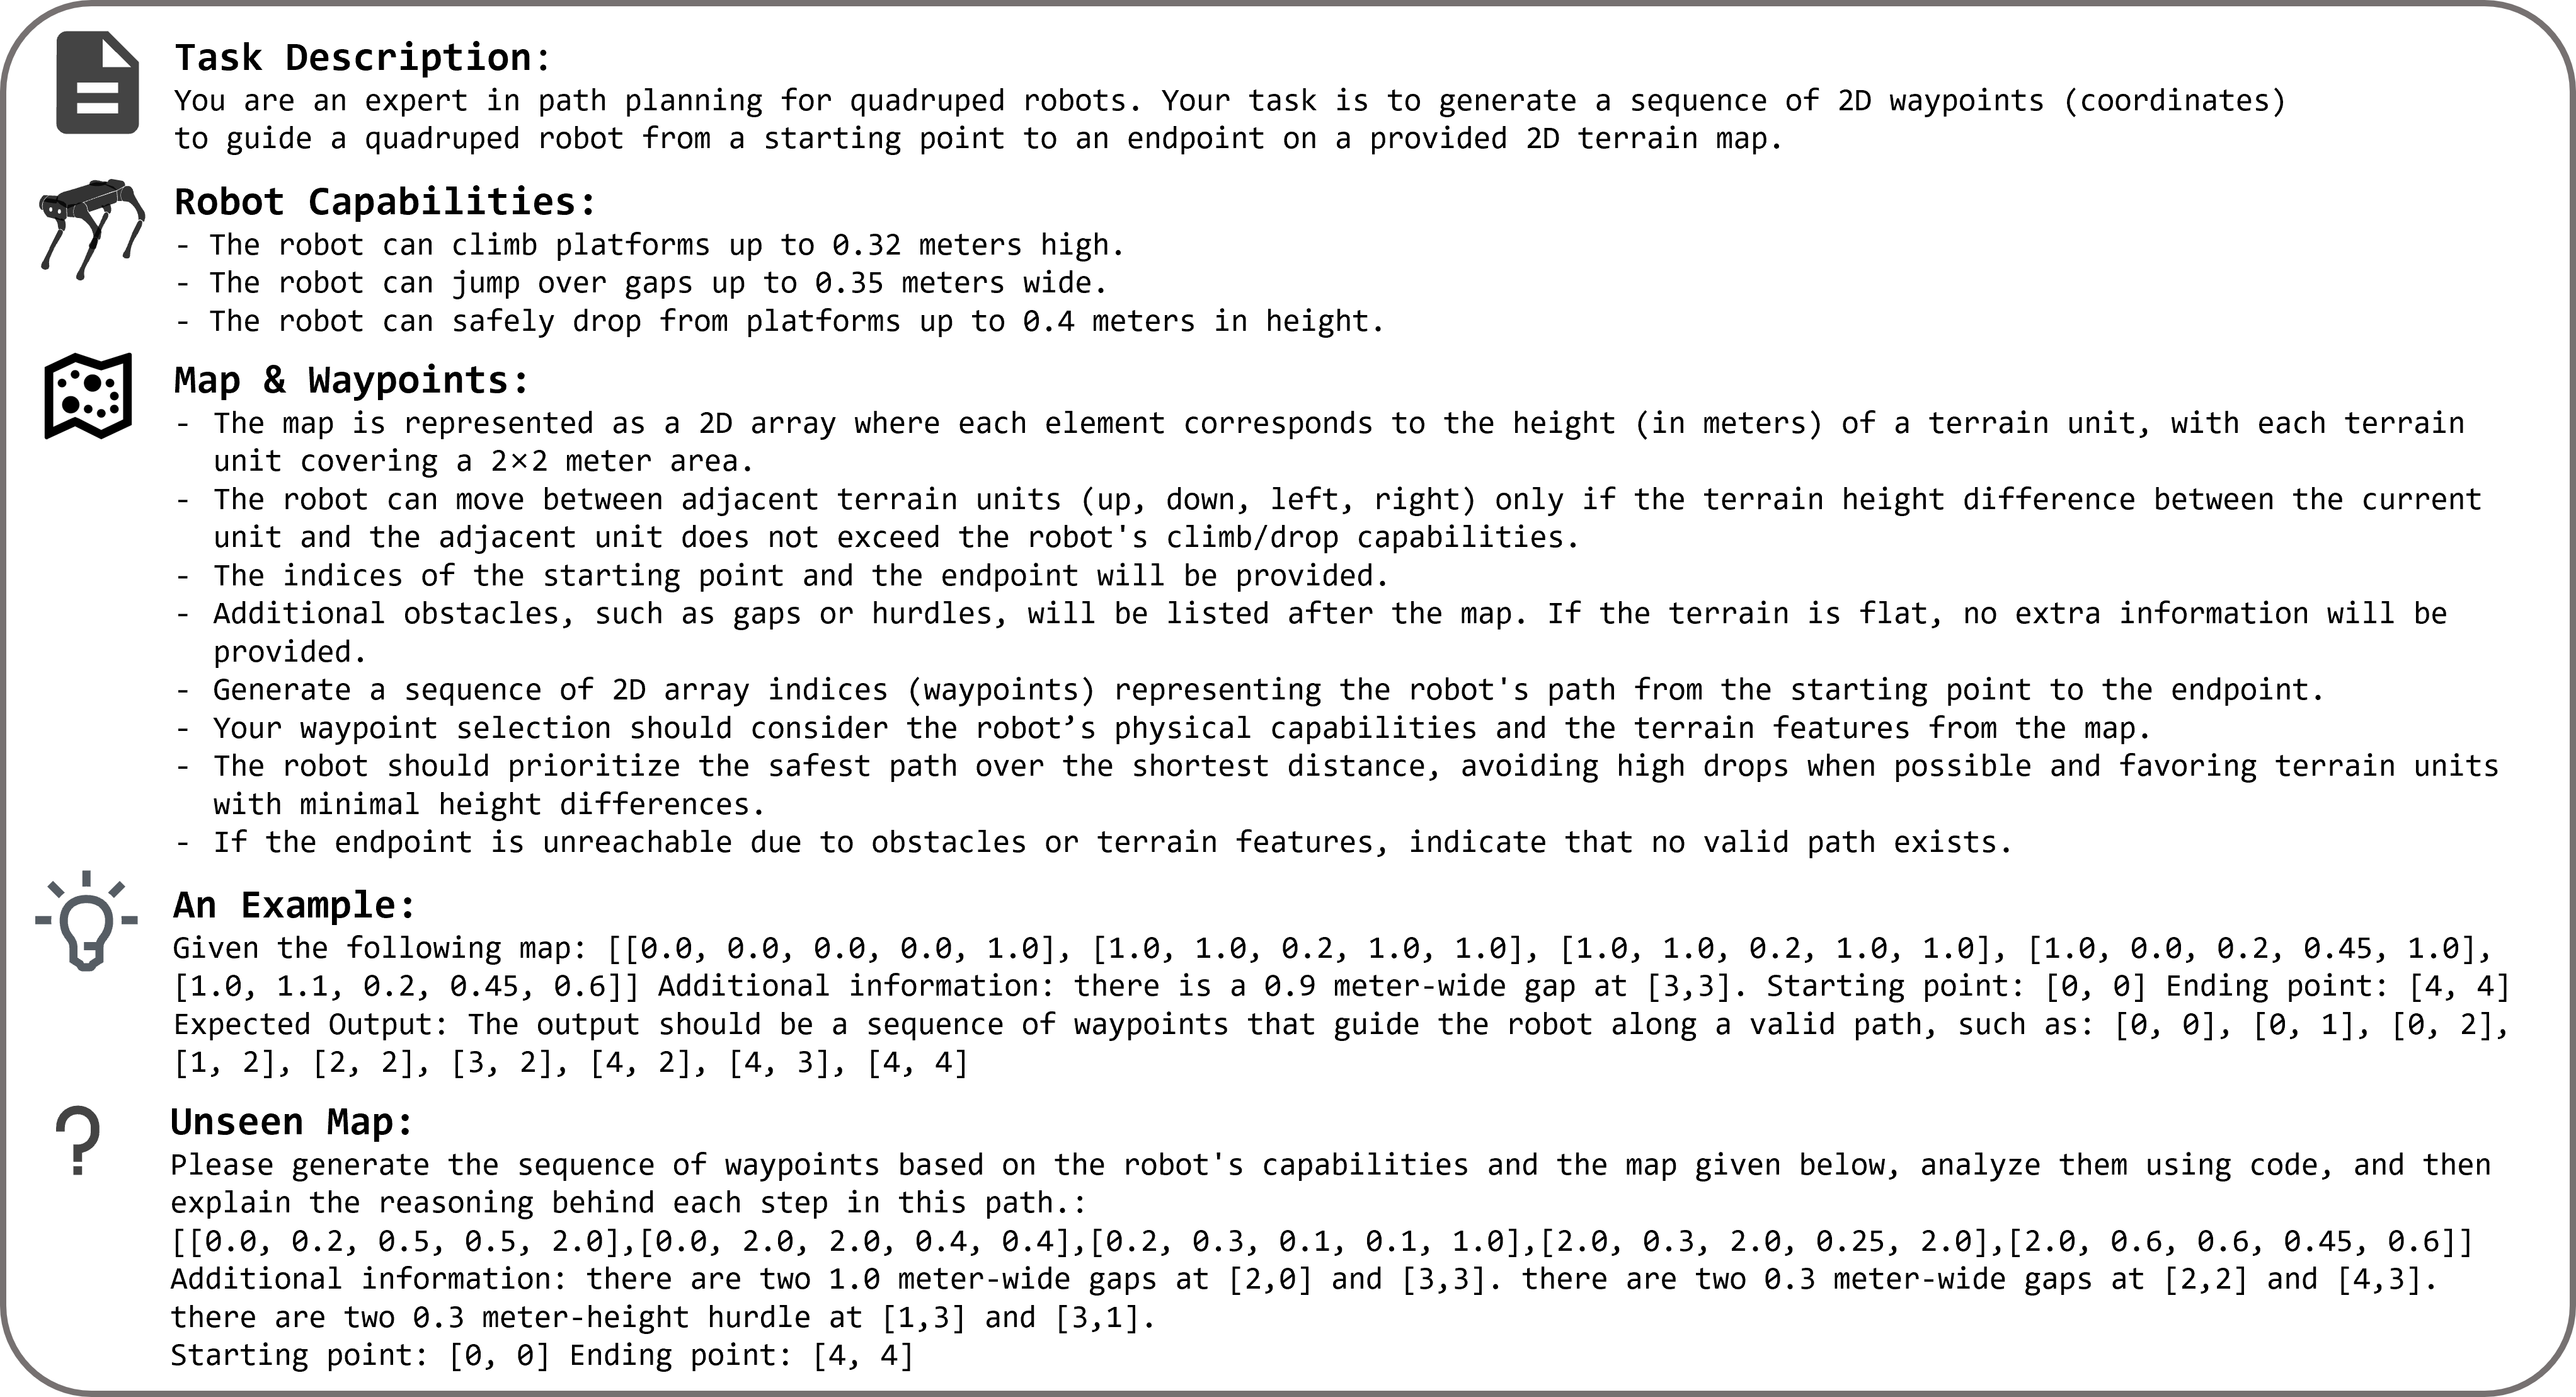 Task Description:
You are an expert in path planning for quadruped robots. Your task is to generate a sequence of 2D waypoints (coordinates)
to guide a quadruped robot from a starting point to an endpoint on a provided 2D terrain map.
Robot Capabilities:
- The robot can climb platforms up to 0.32 meters high.
- The robot can jump over gaps up to 0.35 meters wide.
- The robot can safely drop from platforms up to 0.4 meters in height.
Map & Waypoints:
- The map is represented as a 2D array where each element corresponds to the height (in meters) of a terrain unit, with each terrain
unit covering a 2×2 meter area.
- The robot can move between adjacent terrain units (up, down, left, right) only if the terrain height difference between the current
unit and the adjacent unit does not exceed the robot's climb/drop capabilities.
- The indices of the starting point and the endpoint will be provided.
- Additional obstacles, such as gaps or hurdles, will be listed after the map. If the terrain is flat, no extra information will be
provided.
- Generate a sequence of 2D array indices (waypoints) representing the robot's path from the starting point to the endpoint.
- Your waypoint selection should consider the robot’s physical capabilities and the terrain features from the map.
- The robot should prioritize the safest path over the shortest distance, avoiding high drops when possible and favoring terrain units
with minimal height differences.
- If the endpoint is unreachable due to obstacles or terrain features, indicate that no valid path exists.
An Example:
Given the following map: [[0.0, 0.0, 0.0, 0.0, 1.0], [1.0, 1.0, 0.2, 1.0, 1.0], [1.0, 1.0, 0.2, 1.0, 1.0], [1.0, 0.0, 0.2, 0.45, 1.0],
[1.0, 1.1, 0.2, 0.45, 0.6]] Additional information: there is a 0.9 meter-wide gap at [3,3]. Starting point: [0, 0] Ending point: [4, 4]
Expected Output: The output should be a sequence of waypoints that guide the robot along a valid path, such as: [0, 0], [0, 1], [0, 2],
[1, 2], [2, 2], [3, 2], [4, 2], [4, 3], [4, 4]
Unseen Map:
Please generate the sequence of waypoints based on the robot's capabilities and the map given below, analyze them using code, and then
explain the reasoning behind each step in this path.:
[[0.0, 0.2, 0.5, 0.5, 2.0],[0.0, 2.0, 2.0, 0.4, 0.4],[0.2, 0.3, 0.1, 0.1, 1.0],[2.0, 0.3, 2.0, 0.25, 2.0],[2.0, 0.6, 0.6, 0.45, 0.6]]
Additional information: there are two 1.0 meter-wide gaps at [2,0] and [3,3]. there are two 0.3 meter-wide gaps at [2,2] and [4,3].
there are two 0.3 meter-height hurdle at [1,3] and [3,1].
Starting point: [0, 0] Ending point: [4, 4]